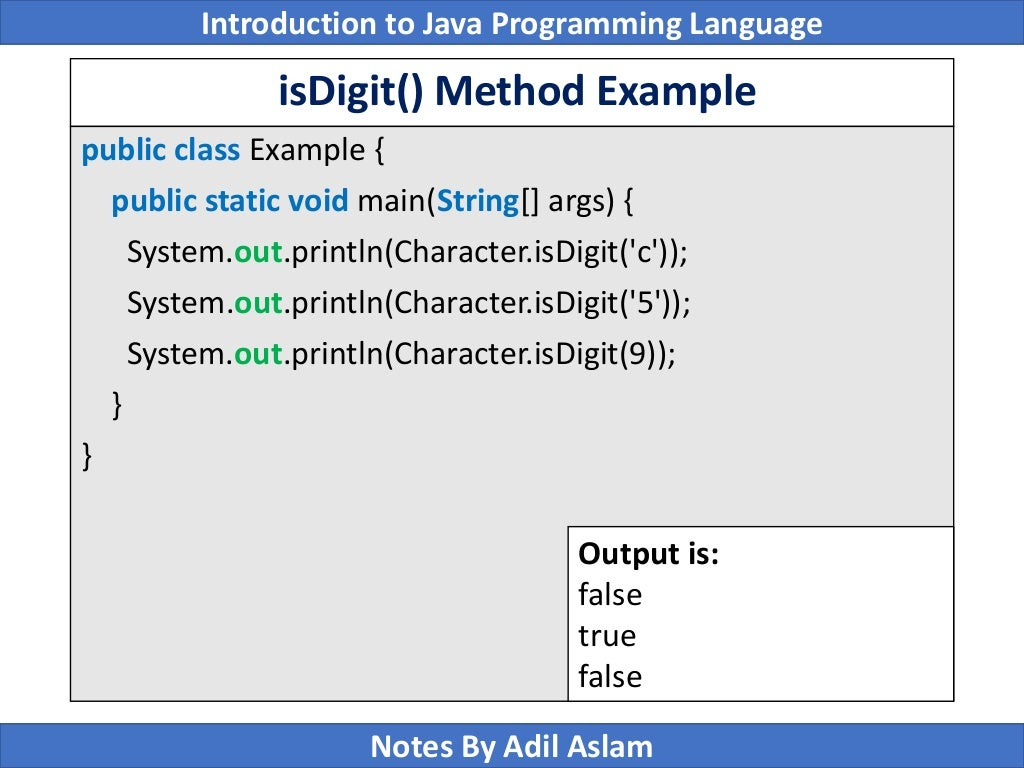 Introduction to Java Programming Language
isDigit() Method Example
public class Example {
public static void main(String[] args) {
System.out.println(Character.isDigit('c'));
System.out.println(Character.isDigit('5'));
System.out.println(Character.isDigit(9));
}
}
Output is:
false
true
false
Notes By Adil Aslam